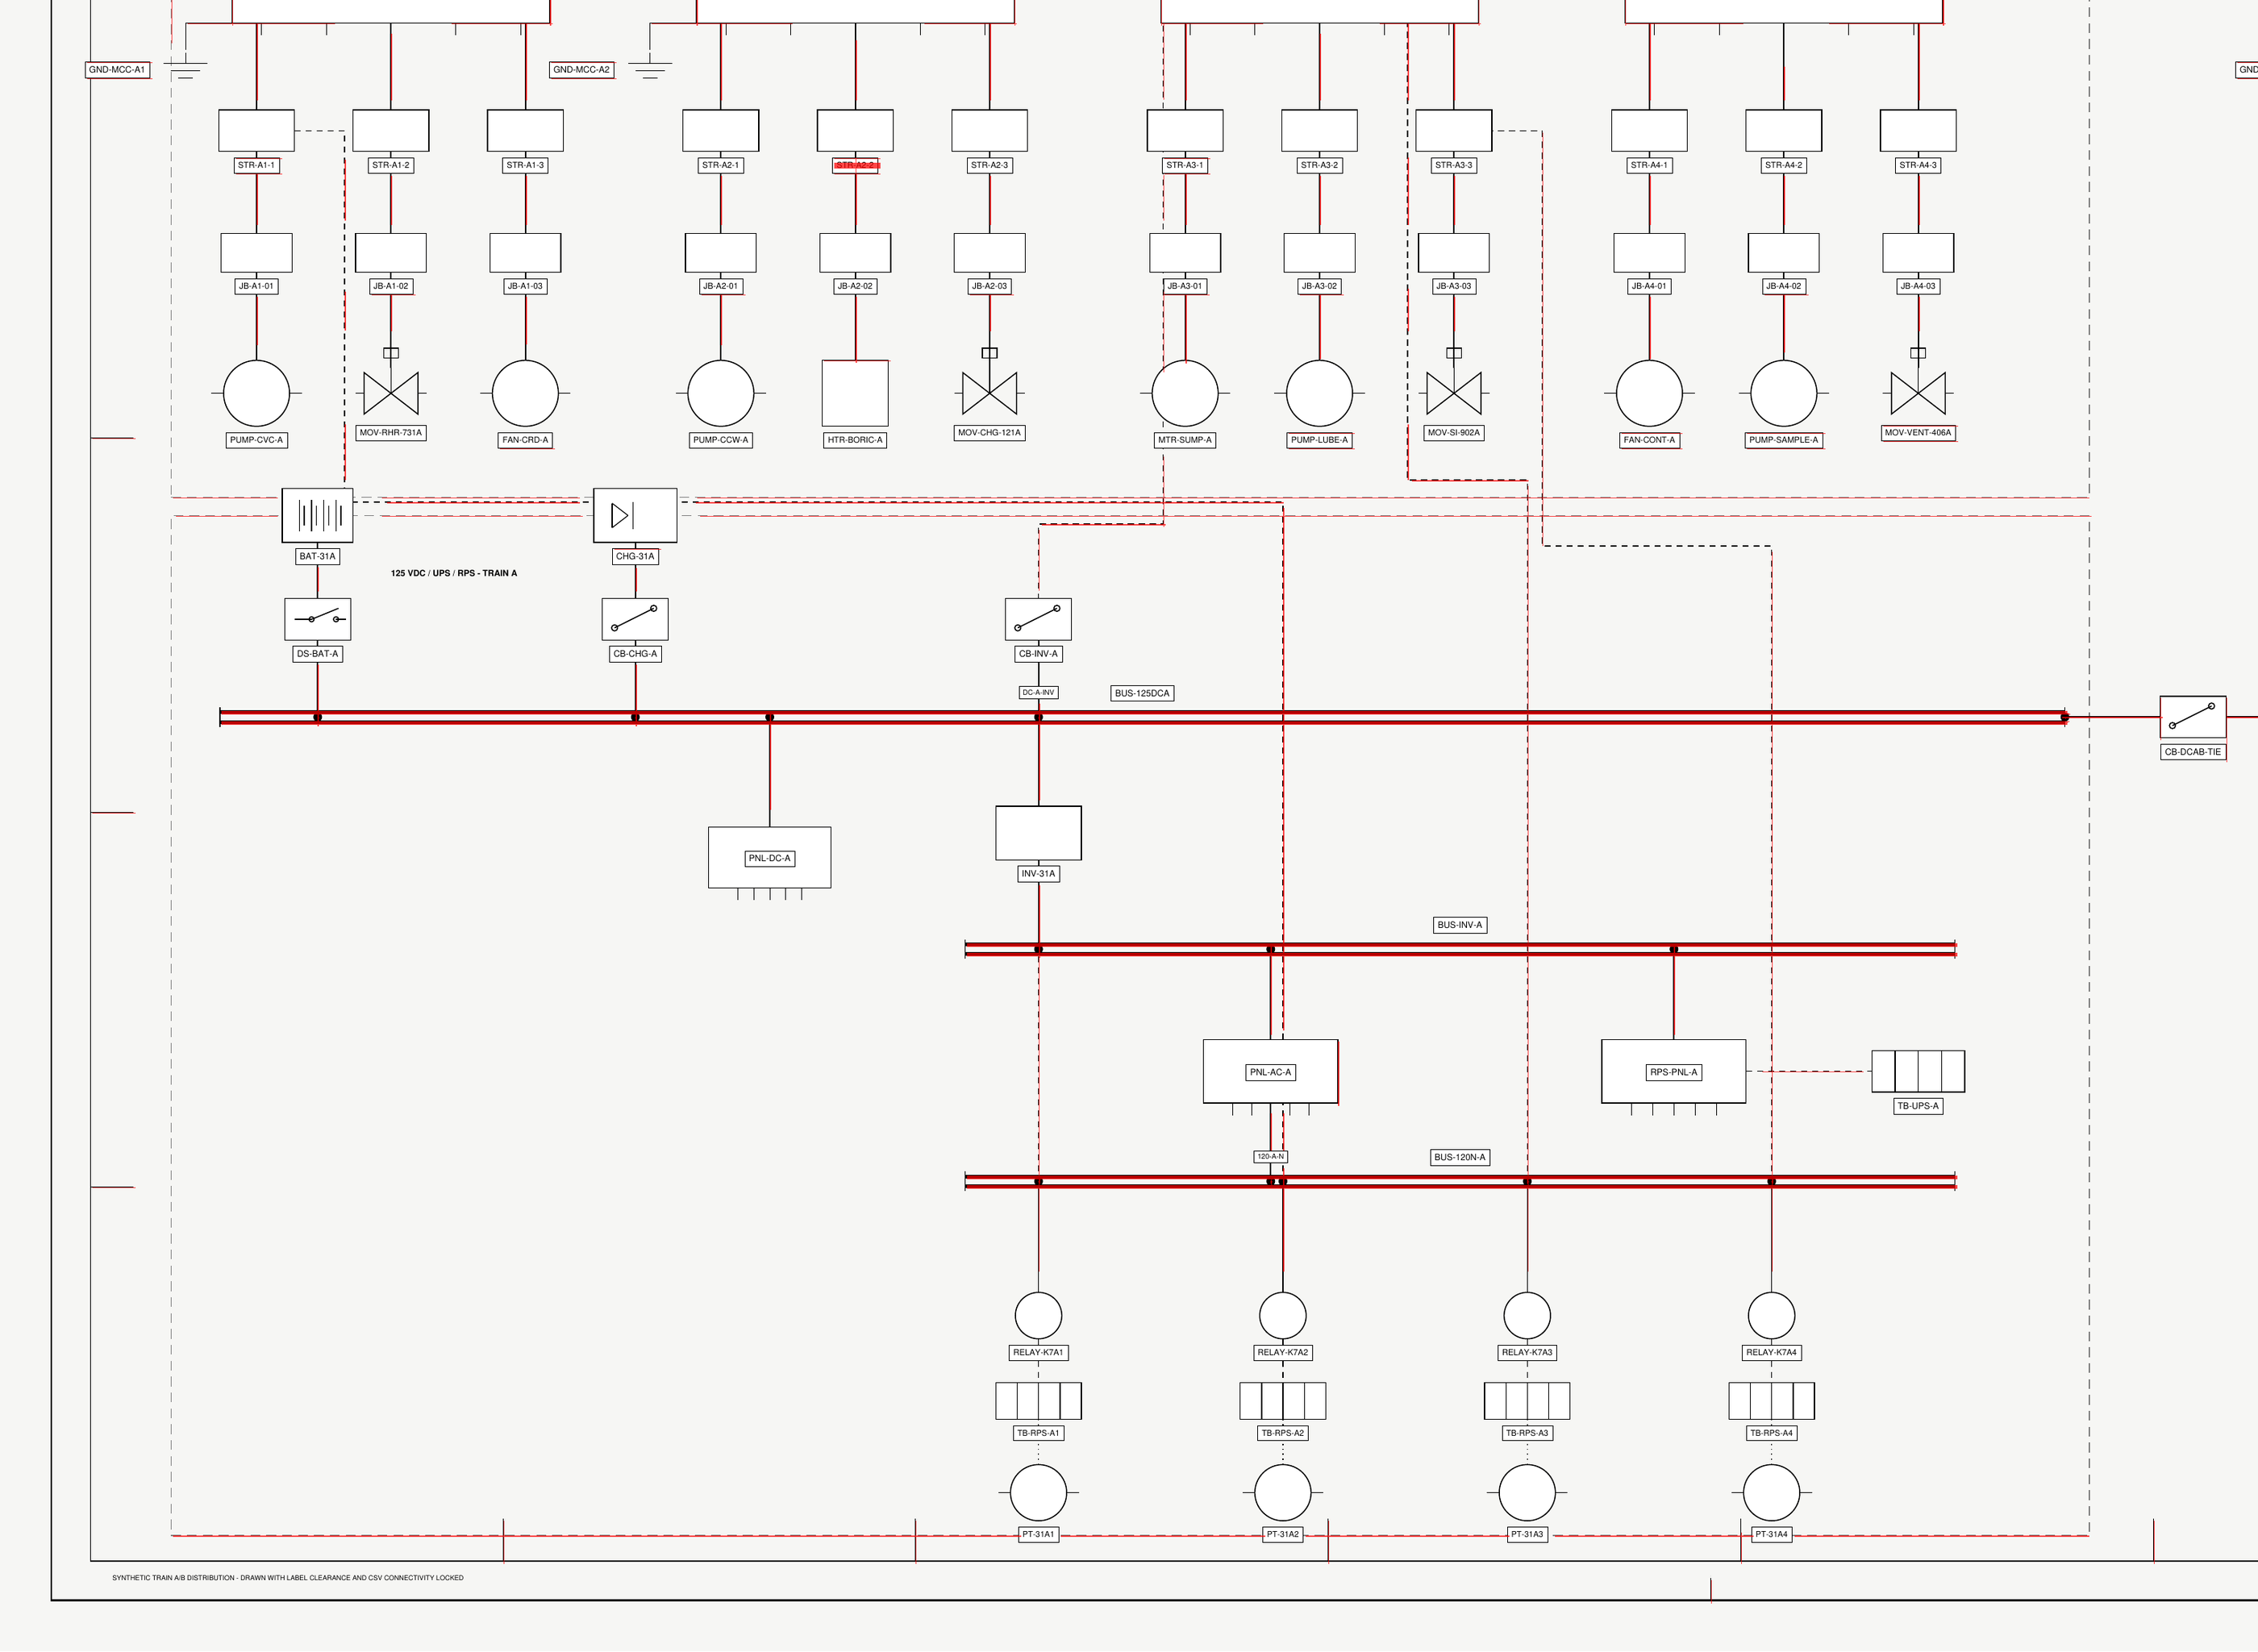 GND-MCC-A1
GND-MCC-A2
GND
STR-A1-1
STR-A1-2
STR-A1-3
STR-A2-1
STR-A2-2
STR-A2-3
STR-A3-1
STR-A3-2
STR-A3-3
STR-A4-1
STR-A4-2
STR-A4-3
JB-A1-01
JB-A1-02
JB-A1-03
JB-A2-01
JB-A2-02
JB-A2-03
JB-A3-01
JB-A3-02
JB-A3-03
JB-A4-01
JB-A4-02
JB-A4-03
PUMP-CVC-A
MOV-RHR-731A
FAN-CRD-A
PUMP-CCW-A
HTR-BORIC-A
MOV-CHG-121A
MTR-SUMP-A
PUMP-LUBE-A
MOV-SI-902A
FAN-CONT-A
PUMP-SAMPLE-A
MOV-VENT-406A
BAT-31A
CHG-31A
125 VDC / UPS / RPS - TRAIN A
DS-BAT-A
CB-CHG-A
CB-INV-A
DC-A-INV
BUS-125DCA
CB-DCAB-TIE
PNL-DC-A
INV-31A
BUS-INV-A
PNL-AC-A
RPS-PNL-A
TB-UPS-A
120-A-N
BUS-120N-A
RELAY-K7A1
RELAY-K7A2
RELAY-K7A3
RELAY-K7A4
TB-RPS-A1
TB-RPS-A2
TB-RPS-A3
TB-RPS-A4
PT-31A1
PT-31A2
PT-31A3
PT-31A4
SYNTHETIC TRAIN A/B DISTRIBUTION - DRAWN WITH LABEL CLEARANCE AND CSV CONNECTIVITY LOCKED